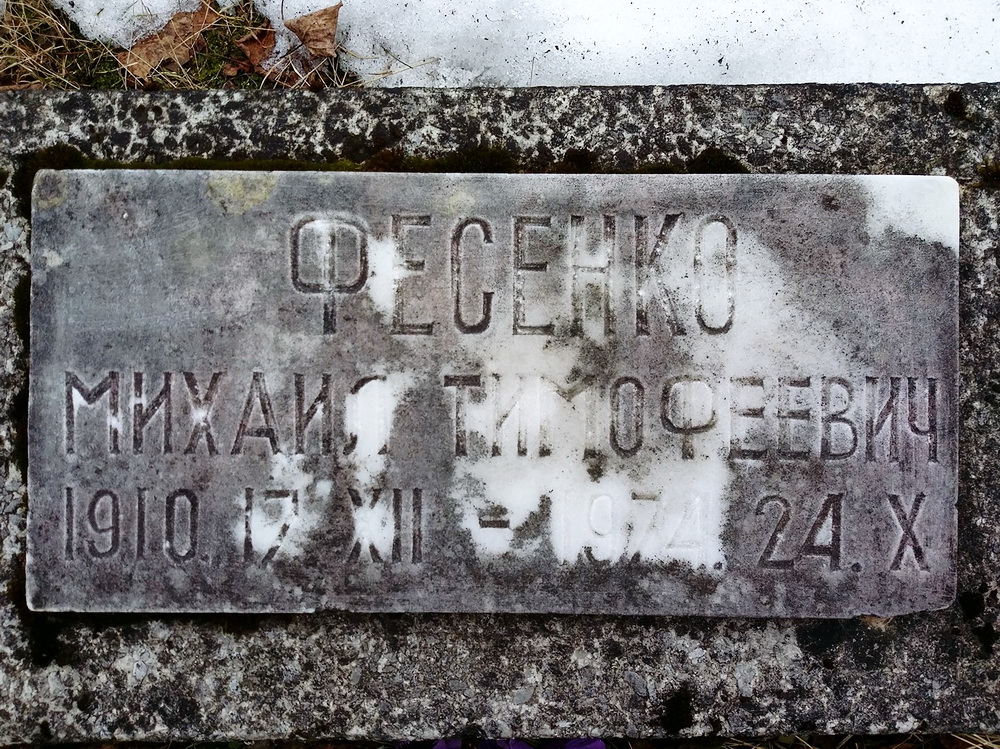 ФЕСЕНКО
МИХАИЛ ТИМОФЕЕВИЧ
1910. 17 XII - 1974. 24. X